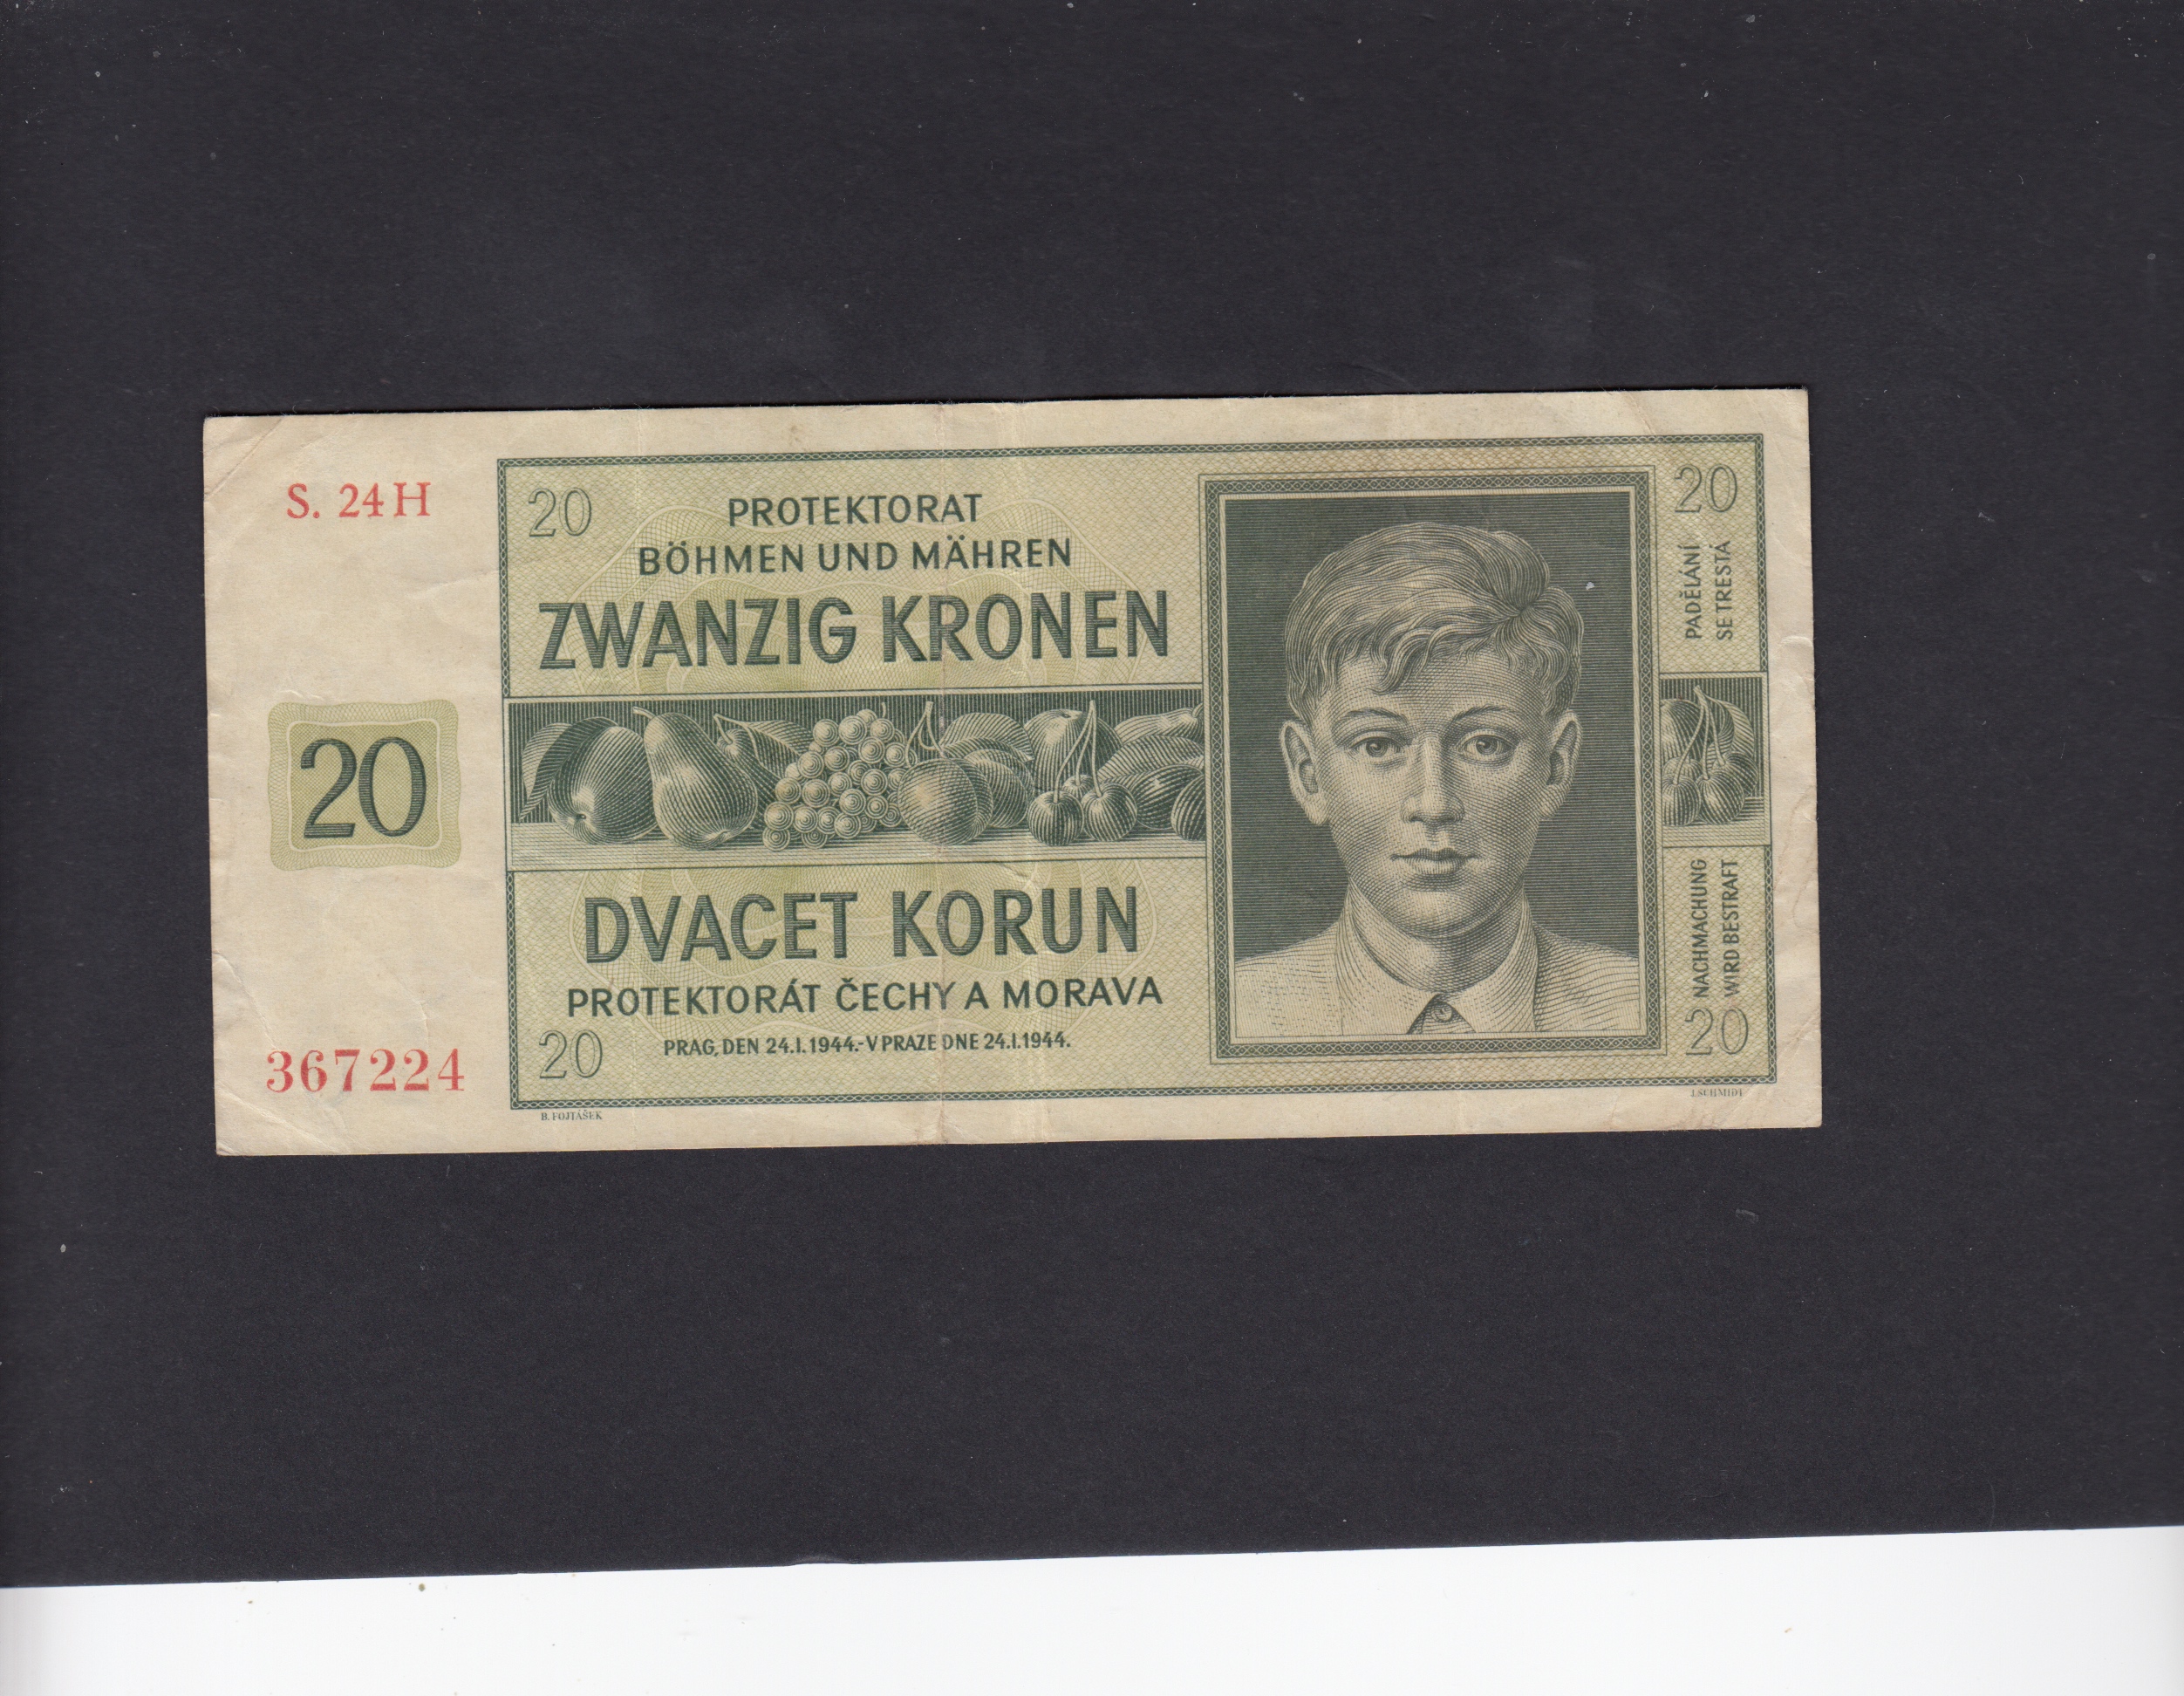 S. 24H
20
20
PROTEKTORAT
BÖHMEN UND MÄHREN
ZWANZIG KRONEN
20
DVACET KORUN
PROTEKTORÁT ČECHY A MORAVA
PRAG, DEN 24.I.1944.-V PRAZE DNE 24.I.1944.
20
367224
B. FOJTÁŠEK
PADĚLÁNÍ
SE TRESTÁ
NACHMACHUNG
WIRD BESTRAFT
20
J.SCHMIDT